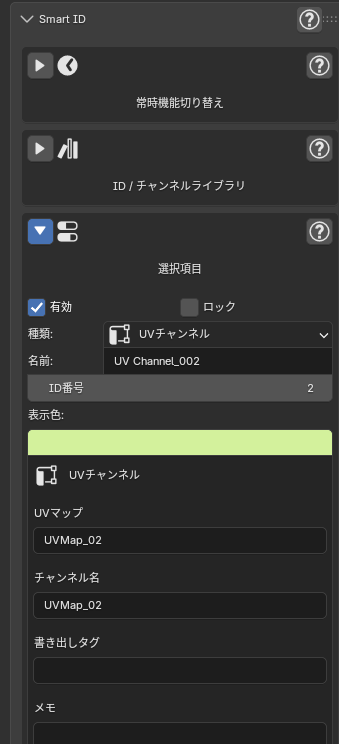 Smart ID
常時機能切り替え
ID / チャンネルライブラリ
選択項目
有効 ロック
種類: UVチャンネル
名前: UV Channel_002
ID番号 2
表示色:
UVチャンネル
UVマップ
UVMap_02
チャンネル名
UVMap_02
書き出しタグ
メモ